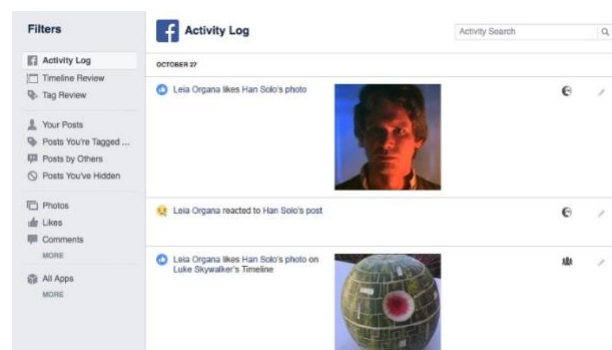 Filters
Activity Log
Timeline Review
Tag Review
Your Posts
Posts You're Tagged ...
Posts by Others
Posts You've Hidden
Photos
Likes
Comments
MORE
All Apps
MORE
Activity Log
Activity Search
OCTOBER 27
Leia Organa likes Han Solo's photo
Leia Organa reacted to Han Solo's post
Leia Organa likes Han Solo's photo on
Luke Skywalker's Timeline